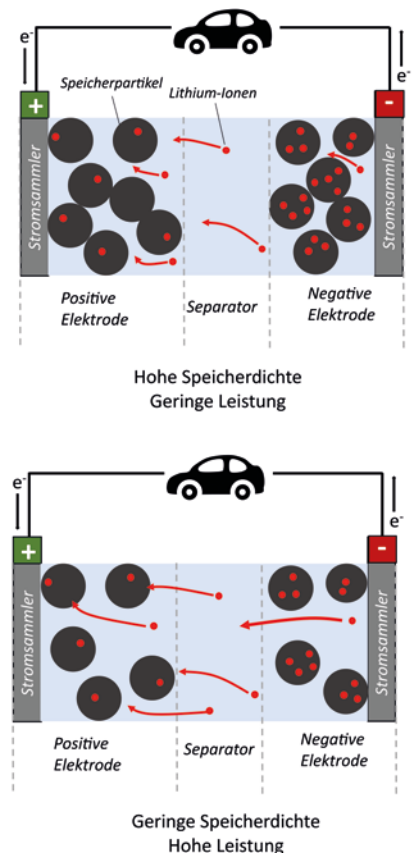 e-
e-
Speicherpartikel
Lithium-Ionen
+
-
Stromsammler
Stromsammler
Positive
Elektrode
Separator
Negative
Elektrode
Hohe Speicherdichte
Geringe Leistung
e-
e-
+
-
Stromsammler
Stromsammler
Positive
Elektrode
Separator
Negative
Elektrode
Geringe Speicherdichte
Hohe Leistung